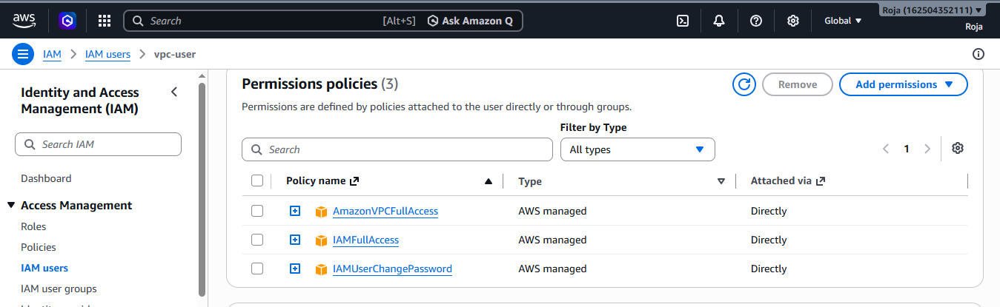 aws
Search [Alt+S] Ask Amazon Q
Global
Roja (162504352111)
Roja
IAM
IAM users
vpc-user
Identity and Access
Management (IAM)
Search IAM
Dashboard
Access Management
Roles
Policies
IAM users
IAM user groups
Permissions policies (3)
Remove
Add permissions
Permissions are defined by policies attached to the user directly or through groups.
Filter by Type
Search
All types
1
Policy name Type Attached via
AmazonVPCFullAccess AWS managed Directly
IAMFullAccess AWS managed Directly
IAMUserChangePassword AWS managed Directly